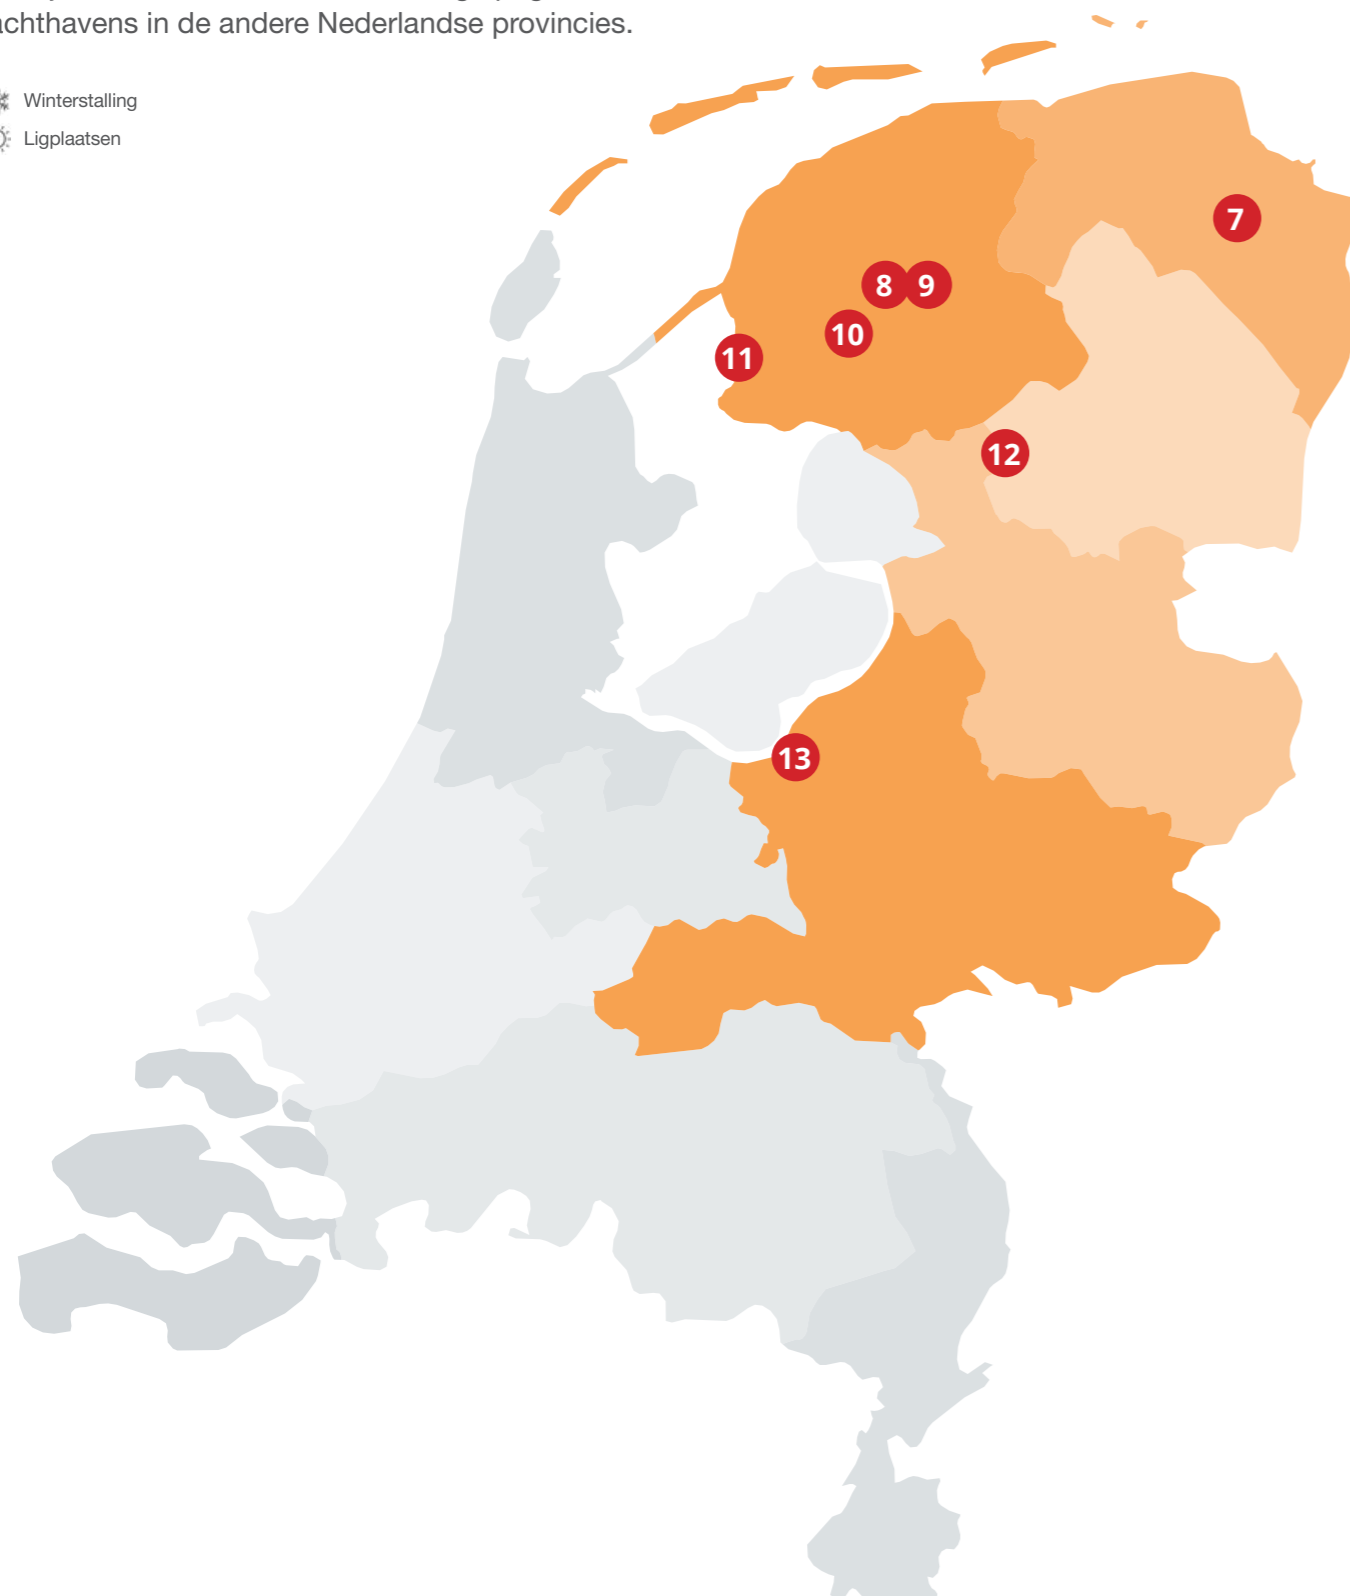 achthavens in de andere Nederlandse provincies.
Winterstalling
Ligplaatsen
7
8 9
10
11
12
13